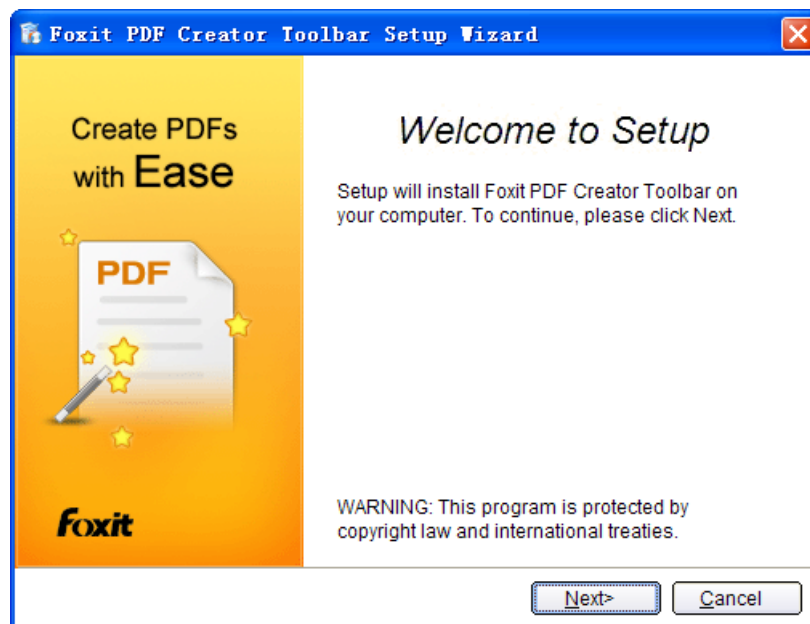 Foxit PDF Creator Toolbar Setup Wizard
Create PDFs
with Ease
PDF
Foxit
Welcome to Setup
Setup will install Foxit PDF Creator Toolbar on
your computer. To continue, please click Next.
WARNING: This program is protected by
copyright law and international treaties.
Next>
Cancel